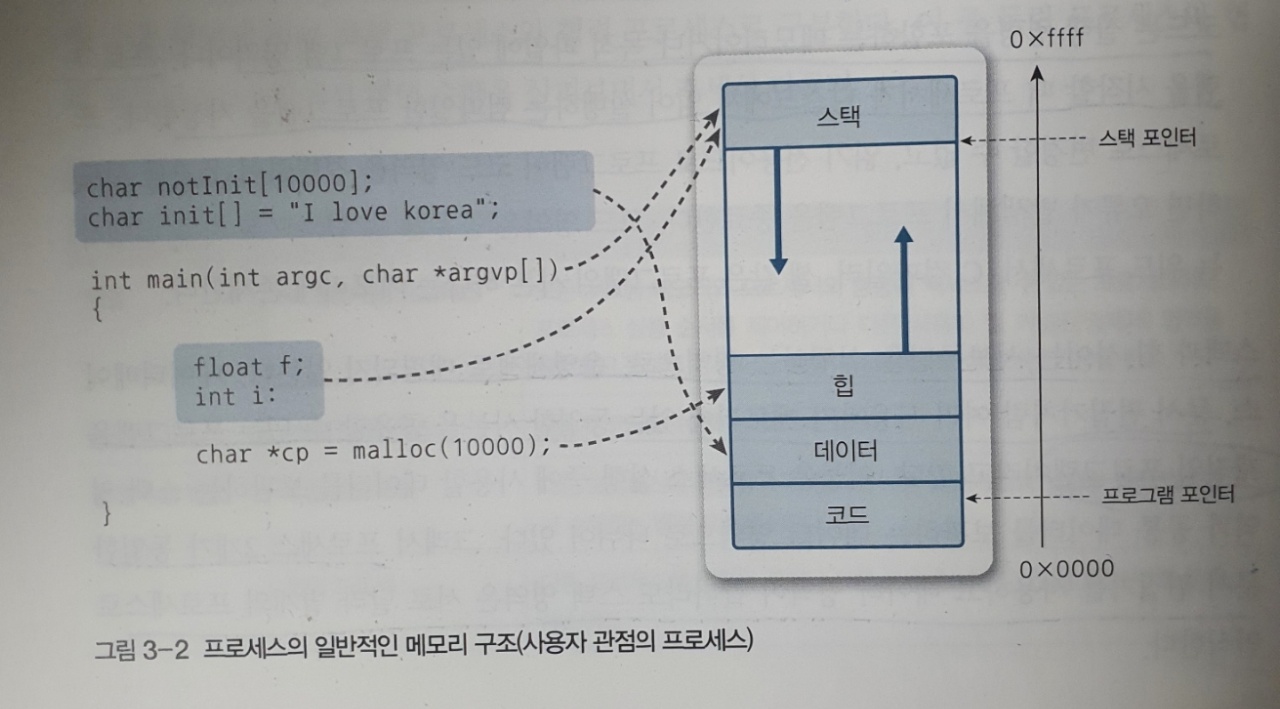 0×ffff
스택
스택 포인터
char notInit[10000];
char init[] = "I love korea";
int main(int argc, char *argvp[])
{
float f;
int i:
힙
char *cp = malloc(10000);
데이터
프로그램 포인터
코드
}
0×0000
그림 3-2 프로세스의 일반적인 메모리 구조(사용자 관점의 프로세스)